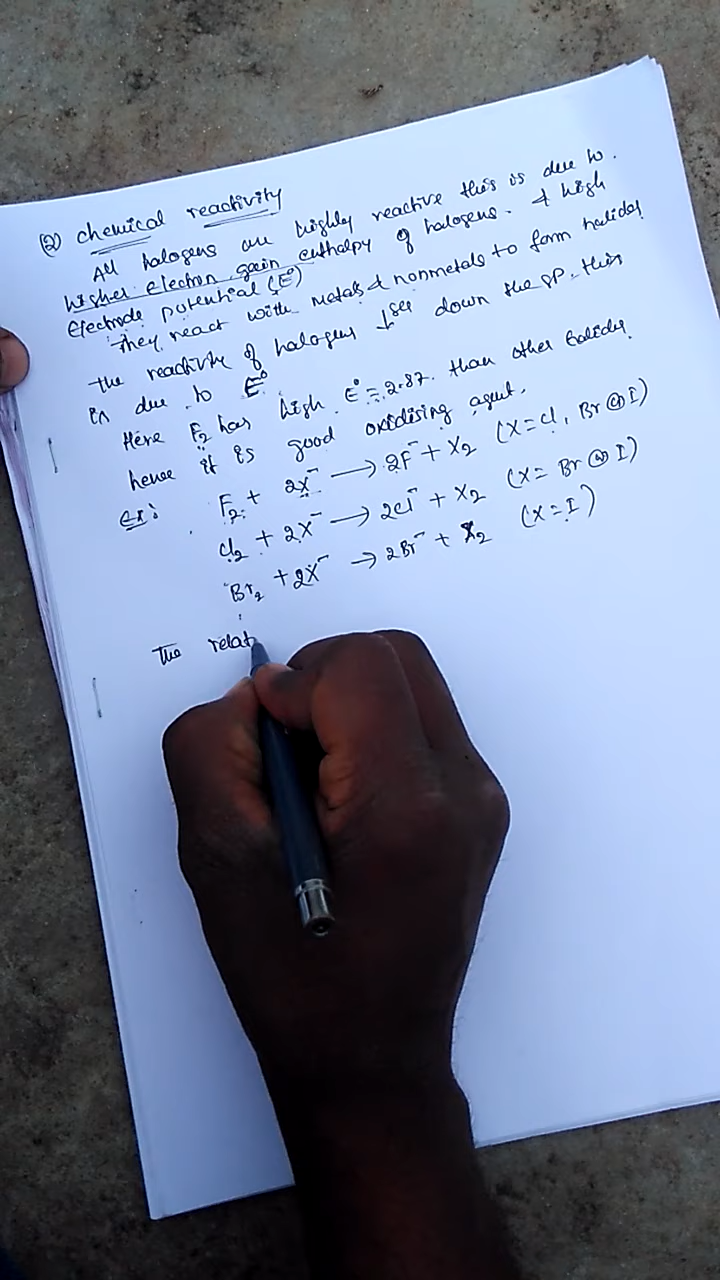 (2) chemical reactivity
All halogens are highly reactive this is due to.
higher electron gain enthalpy of halogens. & high
Electrode potential (E°)
They react with metals & nonmetals to form halides
the reactivity of halogens ↓ses down the gp. this
is due to E°
Here F₂ has high E° = 2.87. than other halides.
hence it is good oxidising agent.
Ex: F₂ + 2X⁻ → 2F⁻ + X₂ (X = Cl, Br or I)
Cl₂ + 2X⁻ → 2Cl⁻ + X₂ (X = Br or I)
Br₂ + 2X⁻ → 2Br⁻ + X₂ (X = I)
The relat